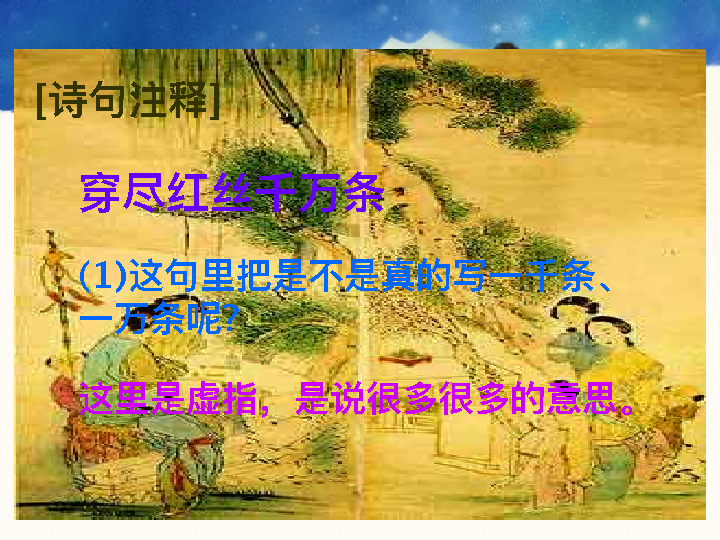 [诗句注释]
穿尽红丝千万条
(1)这句里把是不是真的写一千条、
一万条呢?
这里是虚指，是说很多很多的意思。